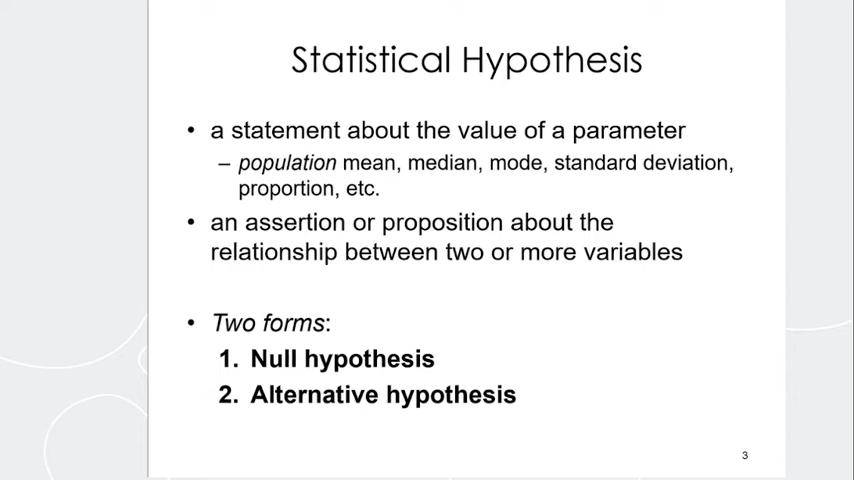 Statistical Hypothesis
• a statement about the value of a parameter
– population mean, median, mode, standard deviation,
proportion, etc.
• an assertion or proposition about the
relationship between two or more variables
• Two forms:
1. Null hypothesis
2. Alternative hypothesis
3